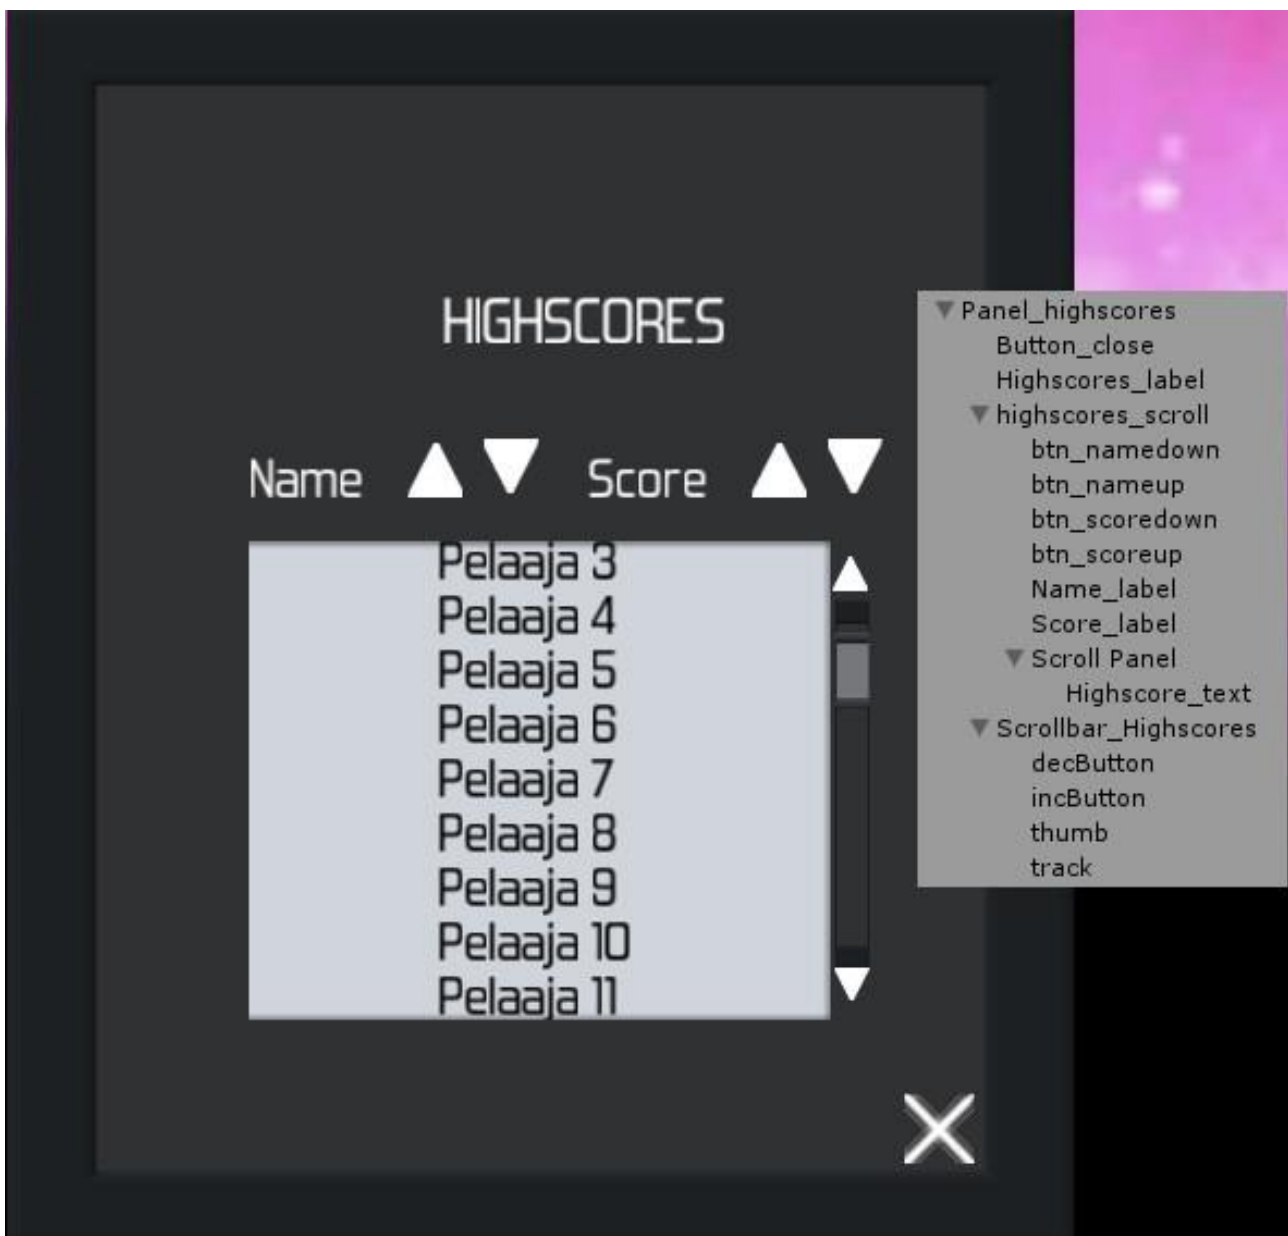 HIGHSCORES
Name Score
Pelaaja 3
Pelaaja 4
Pelaaja 5
Pelaaja 6
Pelaaja 7
Pelaaja 8
Pelaaja 9
Pelaaja 10
Pelaaja 11
Panel_highscores
Button_close
Highscores_label
highscores_scroll
btn_namedown
btn_nameup
btn_scoredown
btn_scoreup
Name_label
Score_label
Scroll Panel
Highscore_text
Scrollbar_Highscores
decButton
incButton
thumb
track